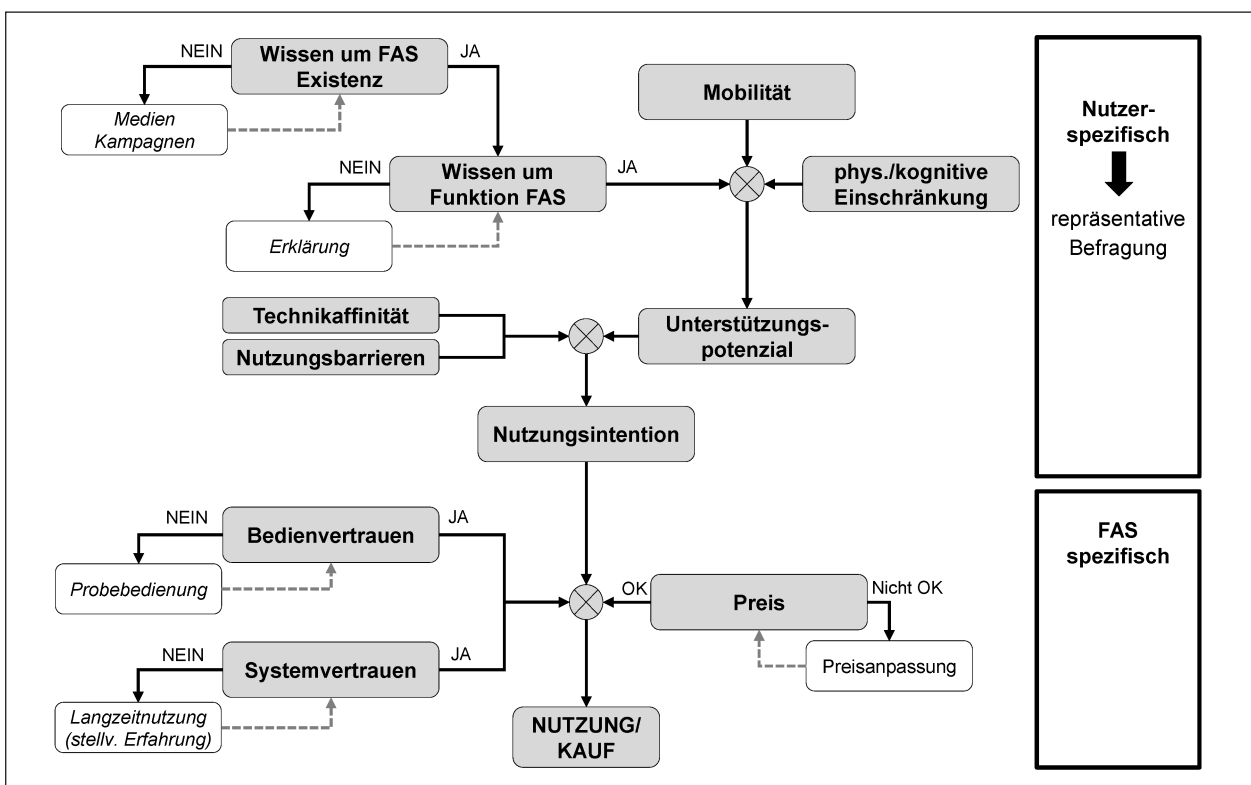 NEIN
Wissen um FAS
Existenz
JA
Medien
Kampagnen
Mobilität
NEIN
Wissen um
Funktion FAS
JA
phys./kognitive
Einschränkung
Erklärung
Technikaffinität
Nutzungsbarrieren
Unterstützungs-
potenzial
Nutzungsintention
NEIN
Bedienvertrauen
JA
Probebedienung
OK
Preis
Nicht OK
Preisanpassung
NEIN
Systemvertrauen
JA
Langzeitnutzung
(stellv. Erfahrung)
NUTZUNG/
KAUF
Nutzer-
spezifisch
repräsentative
Befragung
FAS
spezifisch